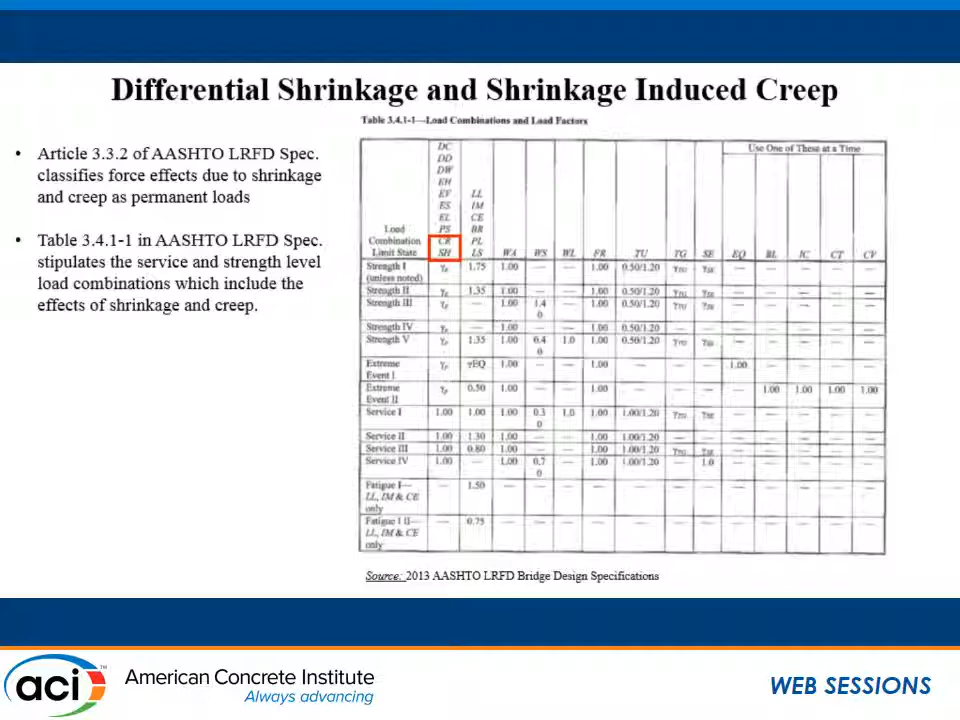 Differential Shrinkage and Shrinkage Induced Creep
Table 3.4.1-1—Load Combinations and Load Factors
• Article 3.3.2 of AASHTO LRFD Spec.
classifies force effects due to shrinkage
and creep as permanent loads
• Table 3.4.1-1 in AASHTO LRFD Spec.
stipulates the service and strength level
load combinations which include the
effects of shrinkage and creep.
Use One of These at a Time
DC
DD
DW
EH
EV LL
ES IM
EL CE
Load PS BR
Combination CR PL
Limit State SH LS WA WS WL FR TU TG SE EQ BL IC CT CV
Strength I γp 1.75 1.00 — — 1.00 0.50/1.20 γTG γSE — — — — —
(unless noted)
Strength II γp 1.35 1.00 — — 1.00 0.50/1.20 γTG γSE — — — — —
Strength III γp — 1.00 1.4 — 1.00 0.50/1.20 γTG γSE — — — — —
0
Strength IV γp — 1.00 — — 1.00 0.50/1.20 — — — — — — —
Strength V γp 1.35 1.00 0.4 1.0 1.00 0.50/1.20 γTG γSE — — — — —
0
Extreme γp γEQ 1.00 — — 1.00 — — — 1.00 — — — —
Event I
Extreme γp 0.50 1.00 — — 1.00 — — — — 1.00 1.00 1.00 1.00
Event II
Service I 1.00 1.00 1.00 0.3 1.0 1.00 1.00/1.20 γTG γSE — — — — —
0
Service II 1.00 1.30 1.00 — — 1.00 1.00/1.20 — — — — — — —
Service III 1.00 0.80 1.00 — — 1.00 1.00/1.20 γTG γSE — — — — —
Service IV 1.00 — 1.00 0.7 — 1.00 1.00/1.20 — 1.0 — — — — —
0
Fatigue I— — 1.50 — — — — — — — — — — — —
LL, IM & CE
only
Fatigue I II— — 0.75 — — — — — — — — — — — —
LL, IM & CE
only
Source: 2013 AASHTO LRFD Bridge Design Specifications
aci™
American Concrete Institute
Always advancing
WEB SESSIONS